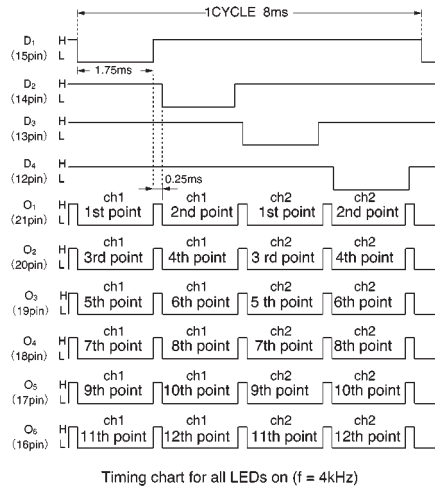 1CYCLE 8ms
D1 H
(15pin) L
1.75ms
D2 H
(14pin) L
D3 H
(13pin) L
D4 H
(12pin) L
0.25ms
ch1 ch1 ch2 ch2
O1 H 1st point 2nd point 1st point 2nd point
(21pin) L
ch1 ch1 ch2 ch2
O2 H 3rd point 4th point 3 rd point 4th point
(20pin) L
ch1 ch1 ch2 ch2
O3 H 5th point 6th point 5 th point 6th point
(19pin) L
ch1 ch1 ch2 ch2
O4 H 7th point 8th point 7th point 8th point
(18pin) L
ch1 ch1 ch2 ch2
O5 H 9th point 10th point 9th point 10th point
(17pin) L
ch1 ch1 ch2 ch2
O6 H 11th point 12th point 11th point 12th point
(16pin) L
Timing chart for all LEDs on (f = 4kHz)